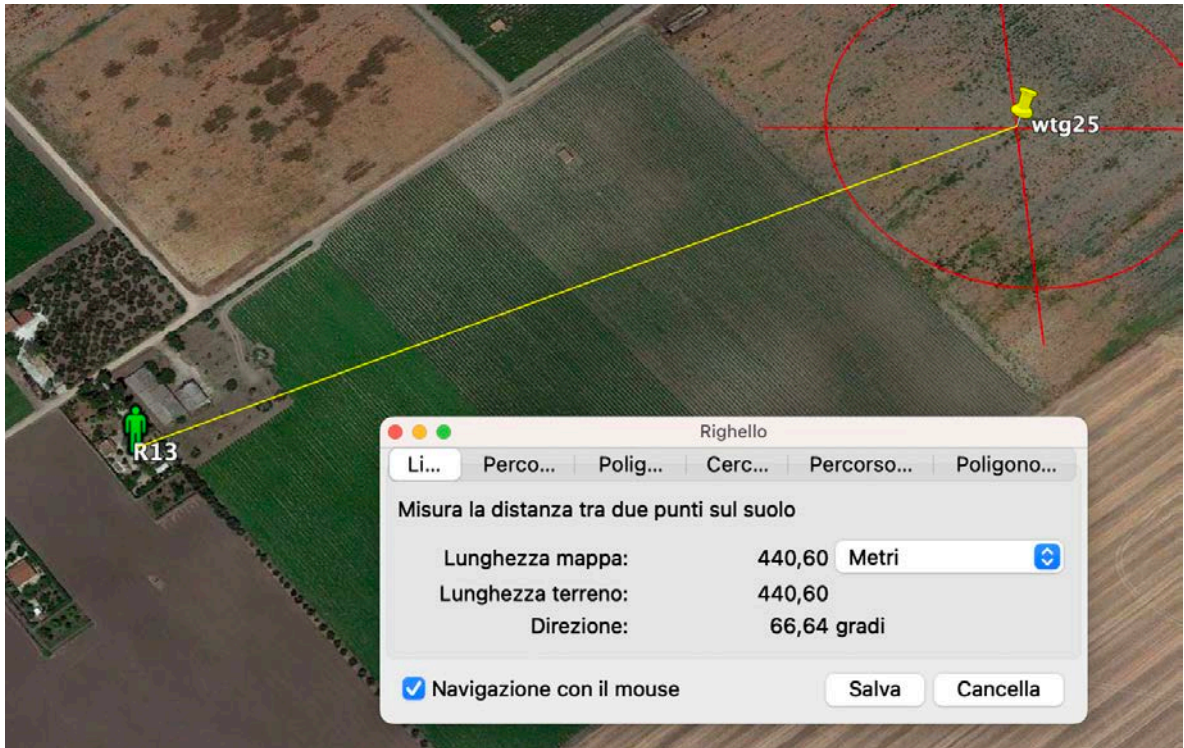 wtg25
R13
Righello
Li... Perco... Polig... Cerc... Percorso... Poligono...
Misura la distanza tra due punti sul suolo
Lunghezza mappa: 440,60 Metri
Lunghezza terreno: 440,60
Direzione: 66,64 gradi
Navigazione con il mouse Salva Cancella